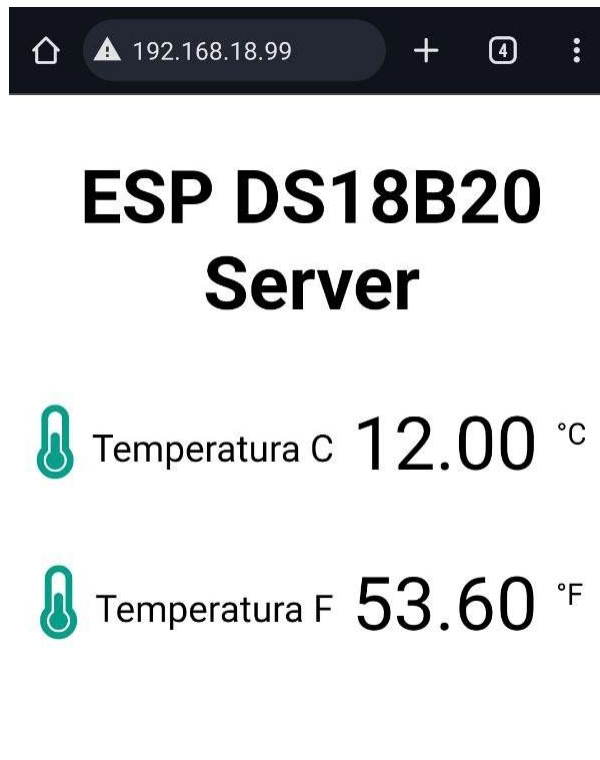 192.168.18.99
4
ESP DS18B20
Server
Temperatura C 12.00 °C
Temperatura F 53.60 °F